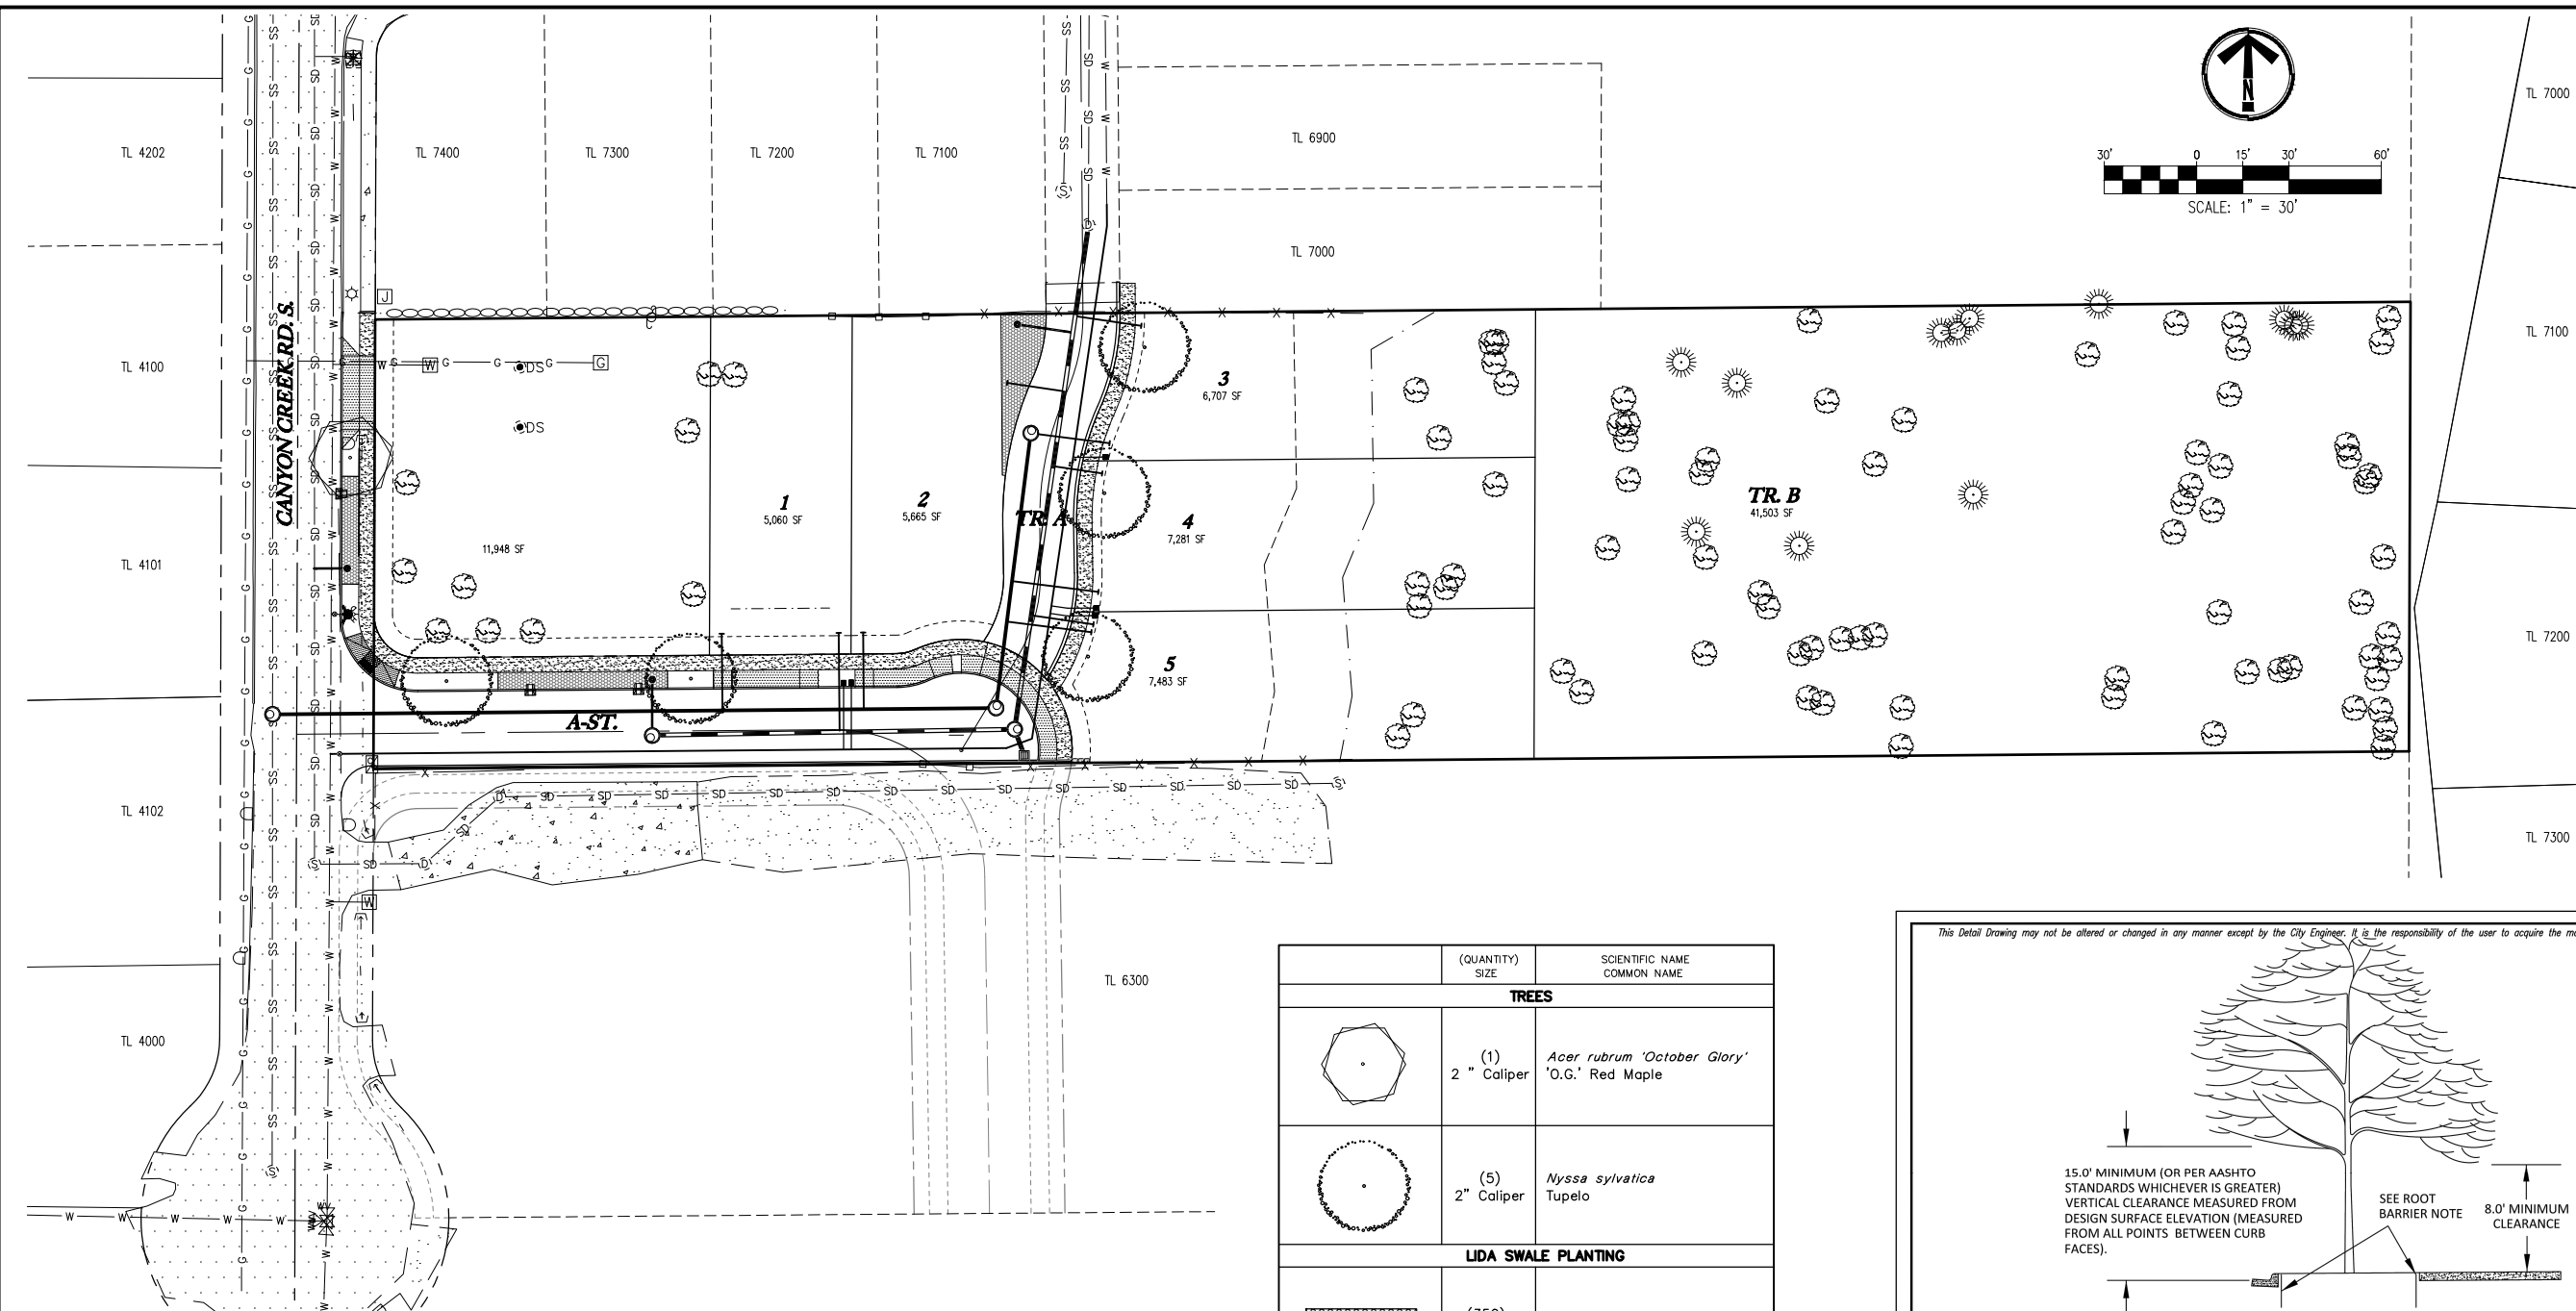 TL 4202
TL 7400
TL 7300
TL 7200
TL 7100
TL 6900
TL 7000
N
30' 0 15' 30' 60'
SCALE: 1" = 30'
TL 7000
TL 7100
TL 7200
TL 7300
TL 4100
TL 4101
TL 4102
TL 4000
CANYON CREEK RD. S.
J
W
G
DS
DS
11,948 SF
1
5,060 SF
2
5,665 SF
TR. A
3
6,707 SF
4
7,281 SF
5
7,483 SF
TR. B
41,503 SF
A-ST.
TL 6300
(QUANTITY)
SIZE
SCIENTIFIC NAME
COMMON NAME
TREES
(1)
2 " Caliper
Acer rubrum 'October Glory'
'O.G.' Red Maple
(5)
2" Caliper
Nyssa sylvatica
Tupelo
LIDA SWALE PLANTING
This Detail Drawing may not be altered or changed in any manner except by the City Engineer. It is the responsibility of the user to acquire the
15.0' MINIMUM (OR PER AASHTO
STANDARDS WHICHEVER IS GREATER)
VERTICAL CLEARANCE MEASURED FROM
DESIGN SURFACE ELEVATION (MEASURED
FROM ALL POINTS BETWEEN CURB
FACES).
SEE ROOT
BARRIER NOTE
8.0' MINIMUM
CLEARANCE